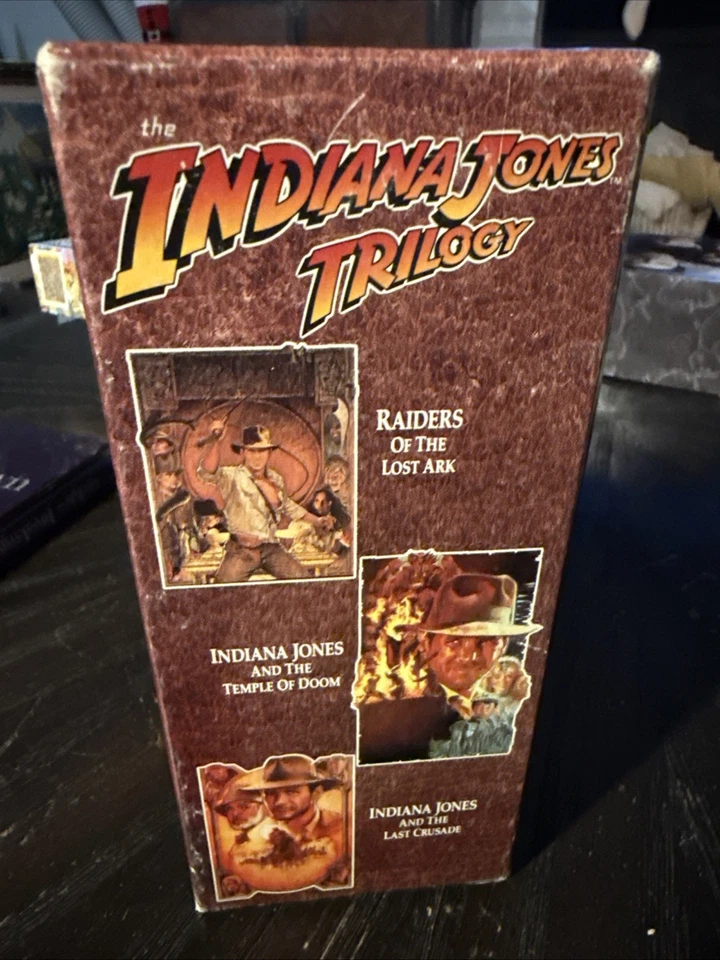 the
INDIANA JONES™
TRILOGY
RAIDERS
OF THE
LOST ARK
INDIANA JONES
AND THE
TEMPLE OF DOOM
INDIANA JONES
AND THE
LAST CRUSADE